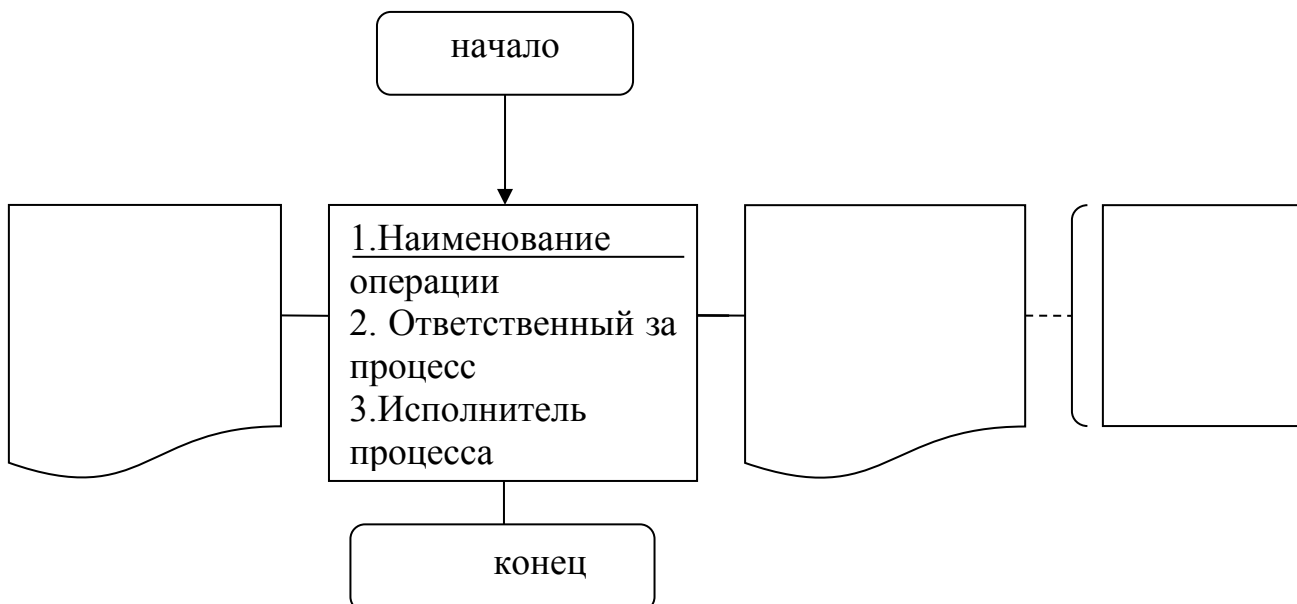 начало
1.Наименование
операции
2. Ответственный за
процесс
3.Исполнитель
процесса
конец